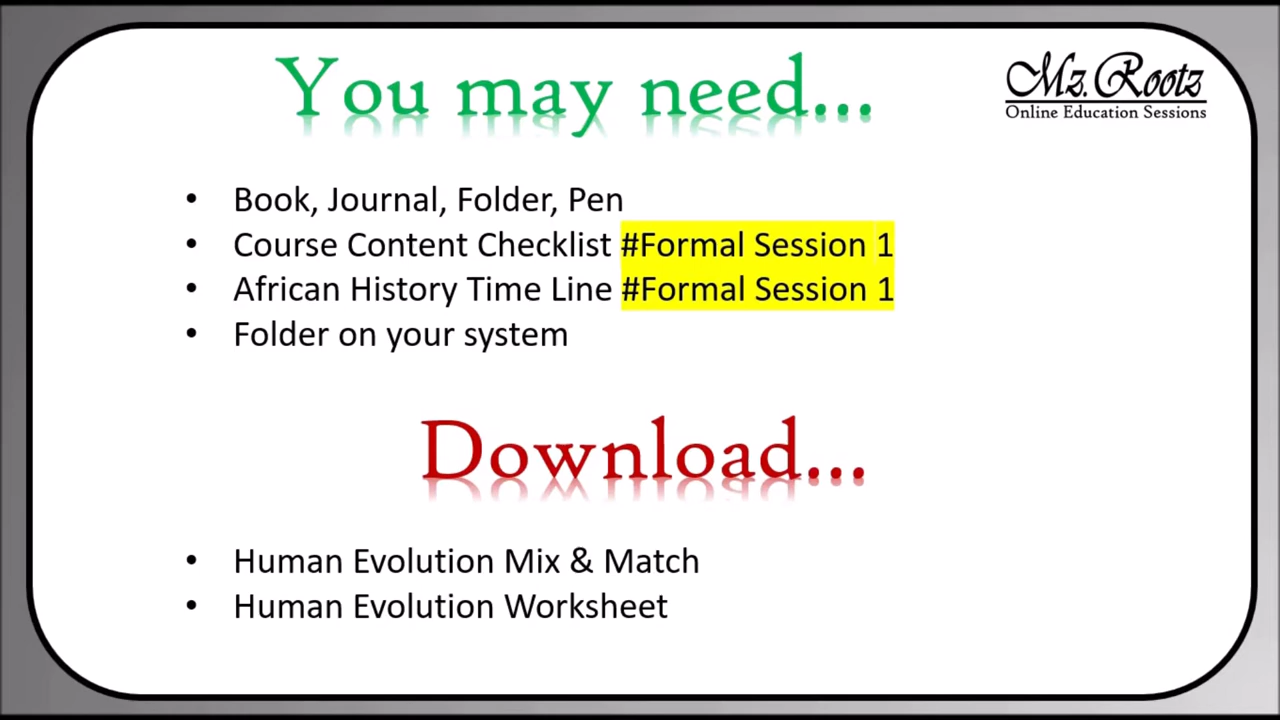 You may need...
Mz. Rootz
Online Education Sessions
• Book, Journal, Folder, Pen
• Course Content Checklist #Formal Session 1
• African History Time Line #Formal Session 1
• Folder on your system
Download...
• Human Evolution Mix & Match
• Human Evolution Worksheet